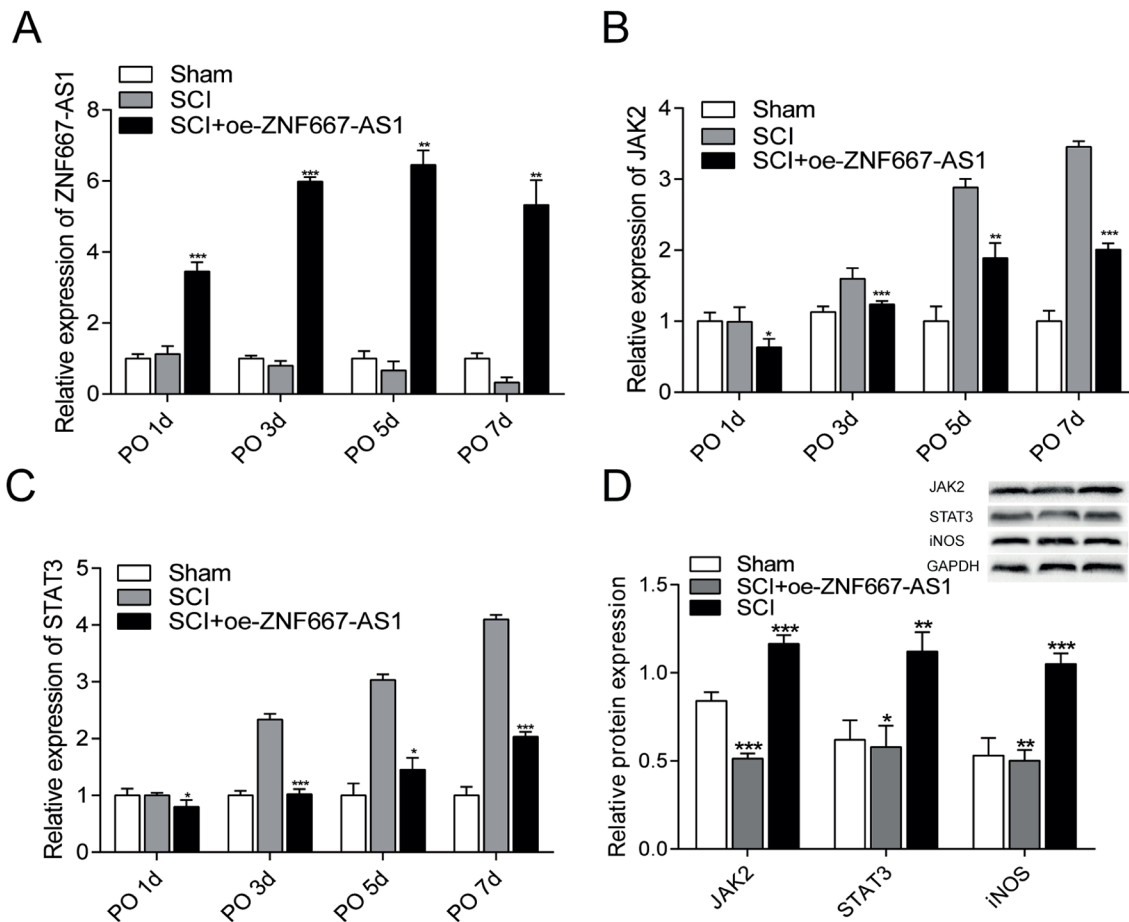 A
Sham
SCI
SCI+oe-ZNF667-AS1
Relative expression of ZNF667-AS1
8
6
4
2
0
***
***
**
**
PO 1d
PO 3d
PO 5d
PO 7d
B
Sham
SCI
SCI+oe-ZNF667-AS1
Relative expression of JAK2
4
3
2
1
0
*
***
**
***
PO 1d
PO 3d
PO 5d
PO 7d
C
Sham
SCI
SCI+oe-ZNF667-AS1
Relative expression of STAT3
5
4
3
2
1
0
*
***
*
***
PO 1d
PO 3d
PO 5d
PO 7d
D
JAK2
STAT3
iNOS
GAPDH
Sham
SCI+oe-ZNF667-AS1
SCI
Relative protein expression
1.5
1.0
0.5
0.0
***
***
*
**
**
***
JAK2
STAT3
iNOS